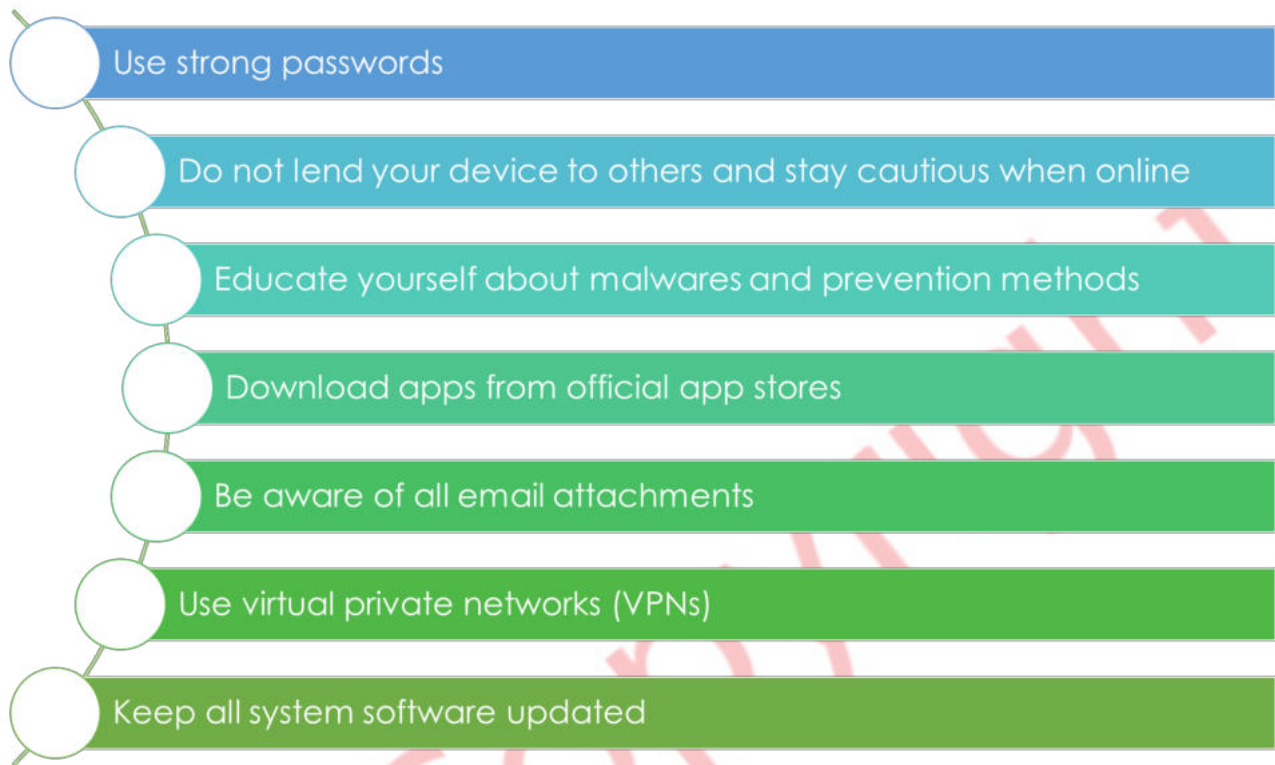 Use strong passwords
Do not lend your device to others and stay cautious when online
Educate yourself about malwares and prevention methods
Download apps from official app stores
Be aware of all email attachments
Use virtual private networks (VPNs)
Keep all system software updated